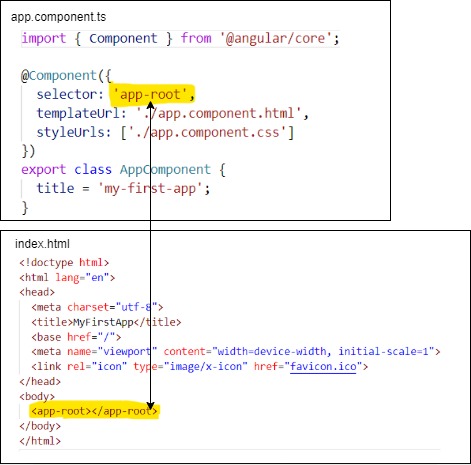 app.component.ts
import { Component } from '@angular/core';
@Component({
selector: 'app-root',
templateUrl: './app.component.html',
styleUrls: ['./app.component.css']
})
export class AppComponent {
title = 'my-first-app';
}
index.html
<!doctype html>
<html lang="en">
<head>
<meta charset="utf-8">
<title>MyFirstApp</title>
<base href="/">
<meta name="viewport" content="width=device-width, initial-scale=1">
<link rel="icon" type="image/x-icon" href="favicon.ico">
</head>
<body>
<app-root></app-root>
</body>
</html>